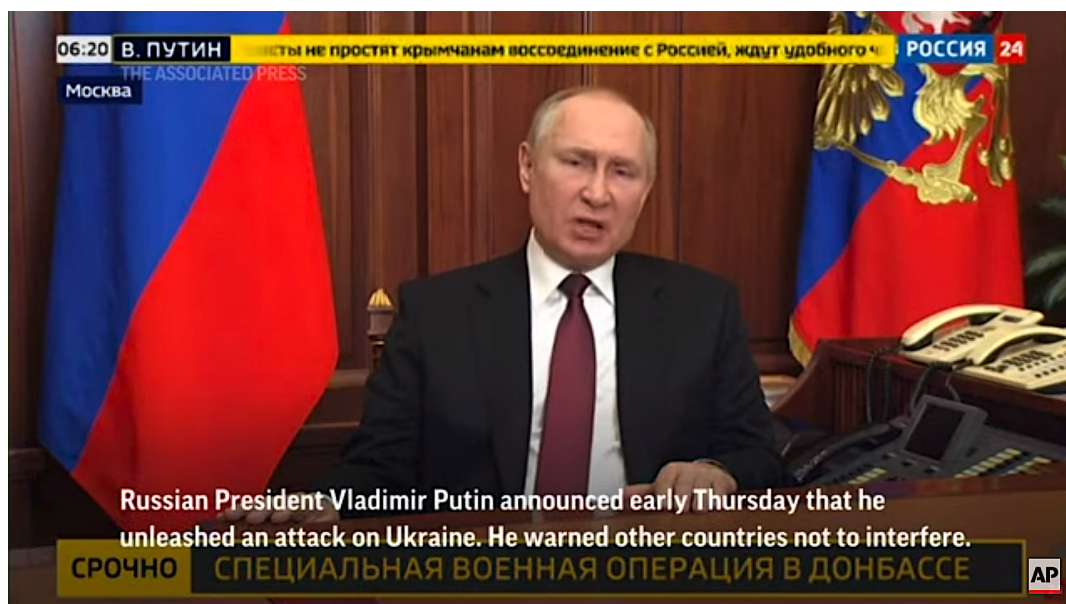 06:20 В. ПУТИН не простят крымчанам воссоединение с Россией, ждут удобного РОССИЯ 24
THE ASSOCIATED PRESS
Москва
Russian President Vladimir Putin announced early Thursday that he
unleashed an attack on Ukraine. He warned other countries not to interfere.
СРОЧНО СПЕЦИАЛЬНАЯ ВОЕННАЯ ОПЕРАЦИЯ В ДОНБАССЕ
AP